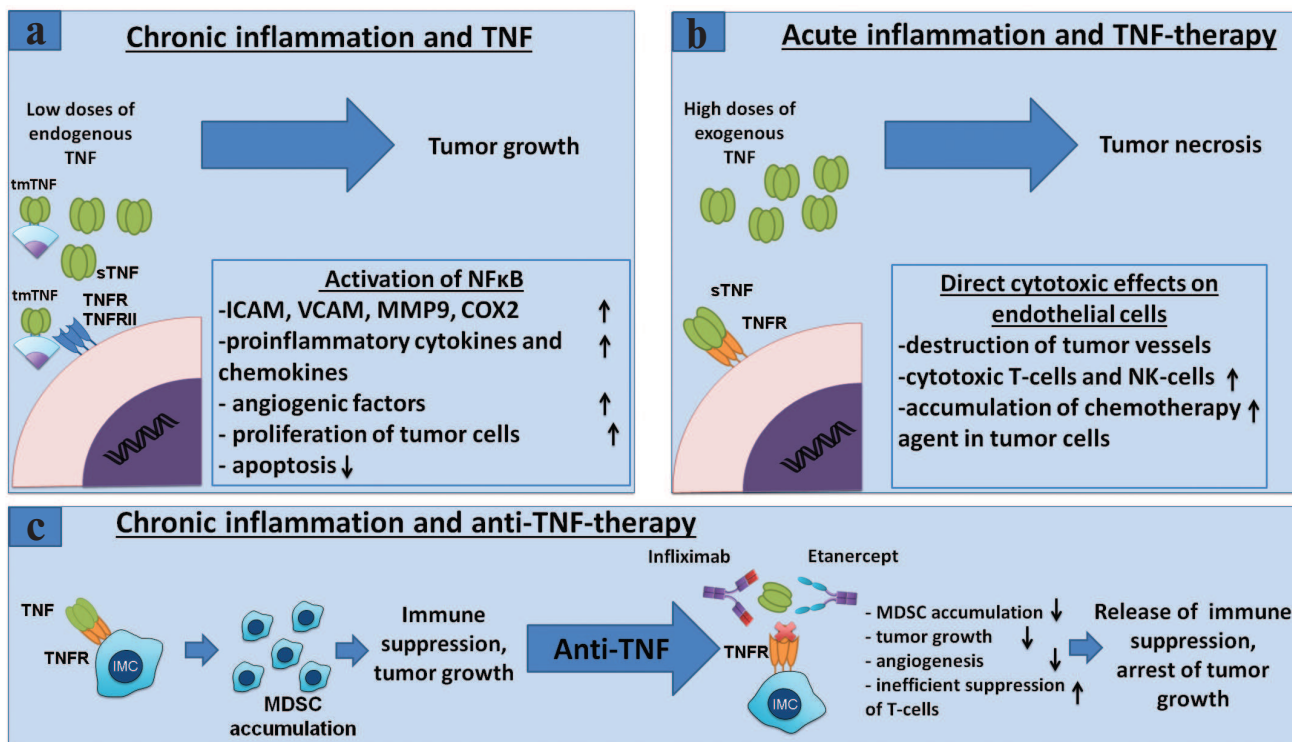 a
Chronic inflammation and TNF
Low doses of
endogenous
TNF
Tumor growth
tmTNF
sTNF
tmTNF
TNFR
TNFRII
Activation of NFκB
-ICAM, VCAM, MMP9, COX2 ↑
-proinflammatory cytokines and ↑
chemokines
- angiogenic factors ↑
- proliferation of tumor cells ↑
- apoptosis ↓
b
Acute inflammation and TNF-therapy
High doses of
exogenous
TNF
Tumor necrosis
sTNF
TNFR
Direct cytotoxic effects on
endothelial cells
-destruction of tumor vessels
-cytotoxic T-cells and NK-cells ↑
-accumulation of chemotherapy ↑
agent in tumor cells
c
Chronic inflammation and anti-TNF-therapy
TNF
TNFR
IMC
MDSC
accumulation
Immune
suppression,
tumor growth
Anti-TNF
Infliximab
Etanercept
TNFR
IMC
- MDSC accumulation ↓
- tumor growth ↓
- angiogenesis ↓
- inefficient suppression ↑
of T-cells
Release of immune
suppression,
arrest of tumor
growth